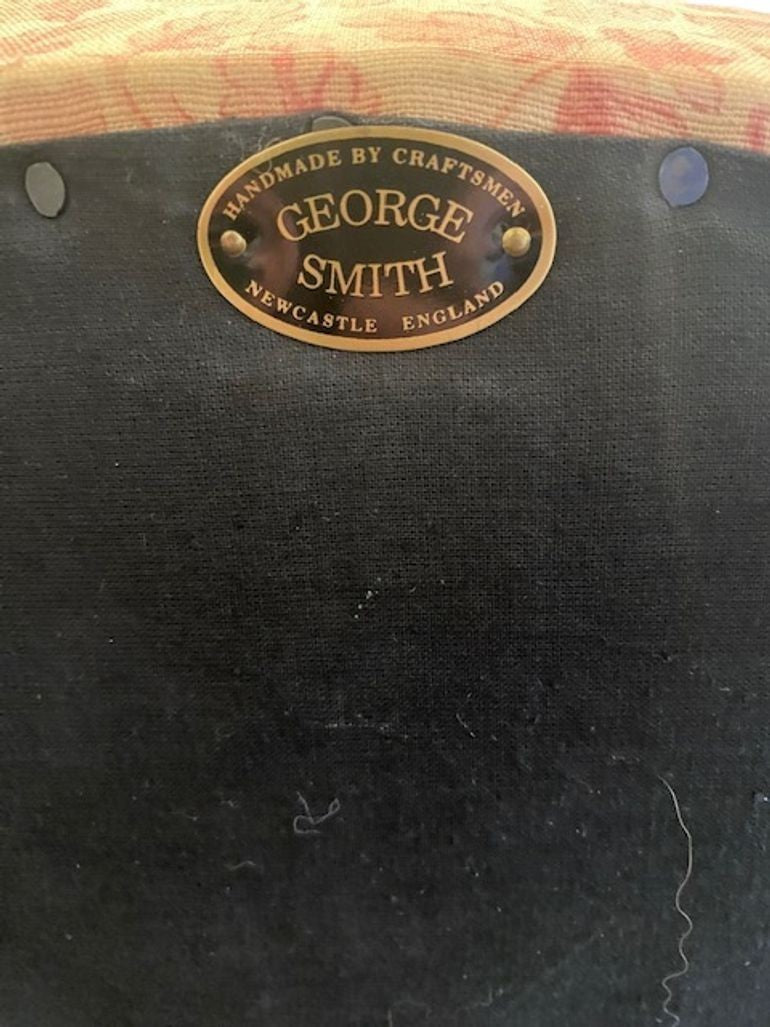 HANDMADE BY CRAFTSMEN
GEORGE
SMITH
NEWCASTLE ENGLAND